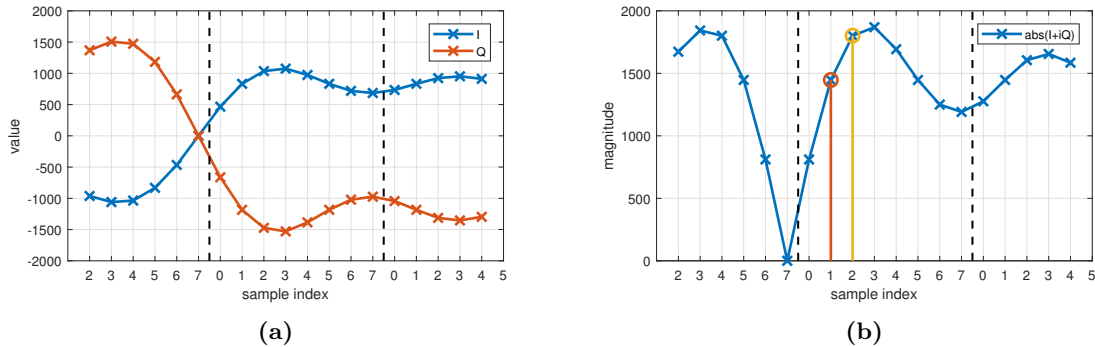 2000
1500
1000
500
0
-500
-1000
-1500
-2000
value
I
Q
2 3 4 5 6 7 0 1 2 3 4 5 6 7 0 1 2 3 4 5
sample index
(a)
2000
1500
1000
500
0
magnitude
abs(I+iQ)
2 3 4 5 6 7 0 1 2 3 4 5 6 7 0 1 2 3 4 5
sample index
(b)